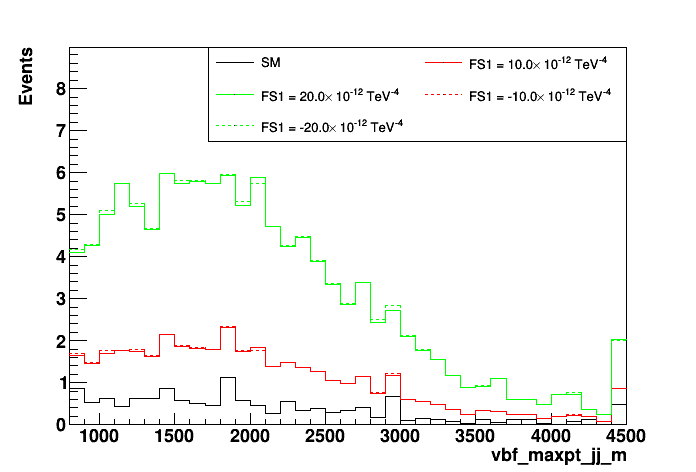 Events
SM
FS1 = 10.0× 10⁻¹² TeV⁻⁴
FS1 = 20.0× 10⁻¹² TeV⁻⁴
FS1 = -10.0× 10⁻¹² TeV⁻⁴
FS1 = -20.0× 10⁻¹² TeV⁻⁴
8
7
6
5
4
3
2
1
0
1000 1500 2000 2500 3000 3500 4000 4500
vbf_maxpt_jj_m